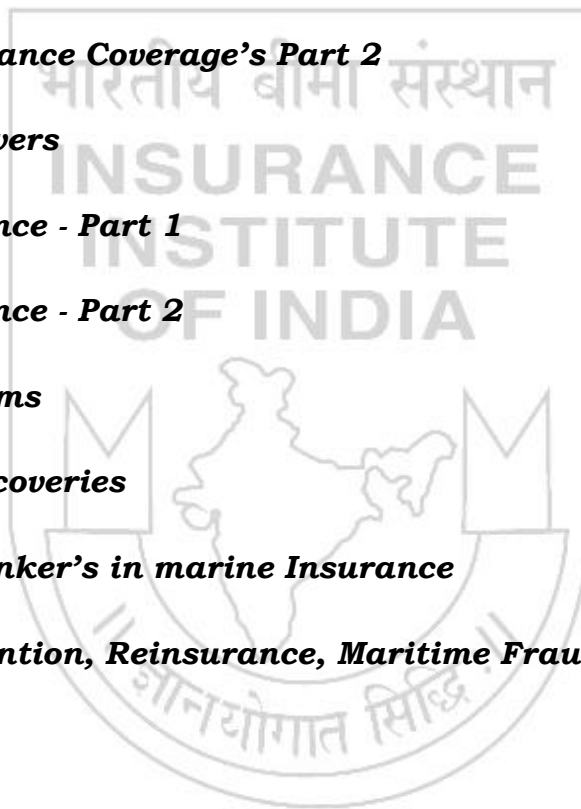 ance Coverage's Part 2
भारतीय बीमा संस्थान
vers
INSURANCE
nce - Part 1
INSTITUTE
nce - Part 2
OF INDIA
ms
coveries
nker's in marine Insurance
ntion, Reinsurance, Maritime Frau
॥ ज्ञानयोगात सिद्धि ॥